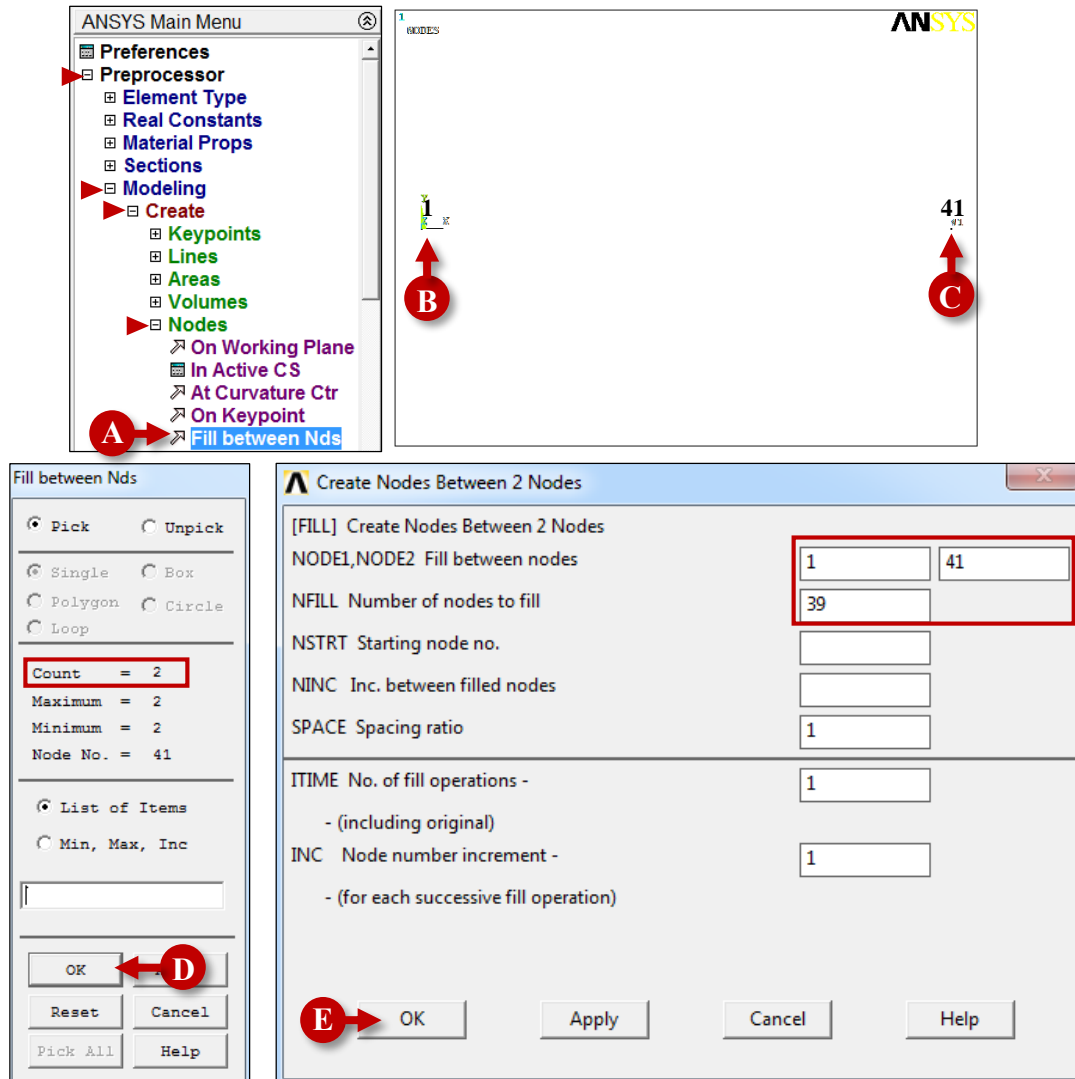 ANSYS Main Menu
Preferences
Preprocessor
Element Type
Real Constants
Material Props
Sections
Modeling
Create
Keypoints
Lines
Areas
Volumes
Nodes
On Working Plane
In Active CS
At Curvature Ctr
On Keypoint
A
Fill between Nds
1
NODES
ANSYS
1
Y
Z X
B
41
41
C
Fill between Nds
Pick Unpick
Single Box
Polygon Circle
Loop
Count = 2
Maximum = 2
Minimum = 2
Node No. = 41
List of Items
Min, Max, Inc
OK D
Reset Cancel
Pick All Help
Create Nodes Between 2 Nodes
[FILL] Create Nodes Between 2 Nodes
NODE1,NODE2 Fill between nodes 1 41
NFILL Number of nodes to fill 39
NSTRT Starting node no.
NINC Inc. between filled nodes
SPACE Spacing ratio 1
ITIME No. of fill operations - 1
- (including original)
INC Node number increment - 1
- (for each successive fill operation)
E OK Apply Cancel Help